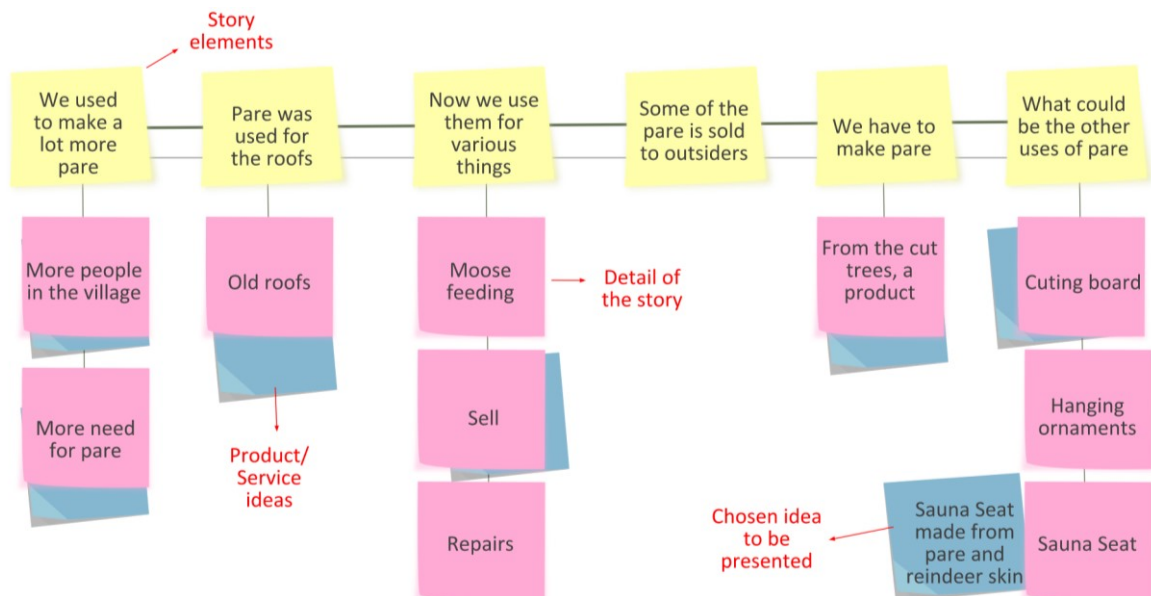 Story
elements
We used
to make a
lot more
pare
Pare was
used for
the roofs
Now we use
them for
various
things
Some of the
pare is sold
to outsiders
We have to
make pare
What could
be the other
uses of pare
More people
in the village
More need
for pare
Old roofs
Product/
Service
ideas
Moose
feeding
Detail of
the story
Sell
Repairs
From the cut
trees, a
product
Cuting board
Hanging
ornaments
Chosen idea
to be
presented
Sauna Seat
made from
pare and
reindeer skin
Sauna Seat